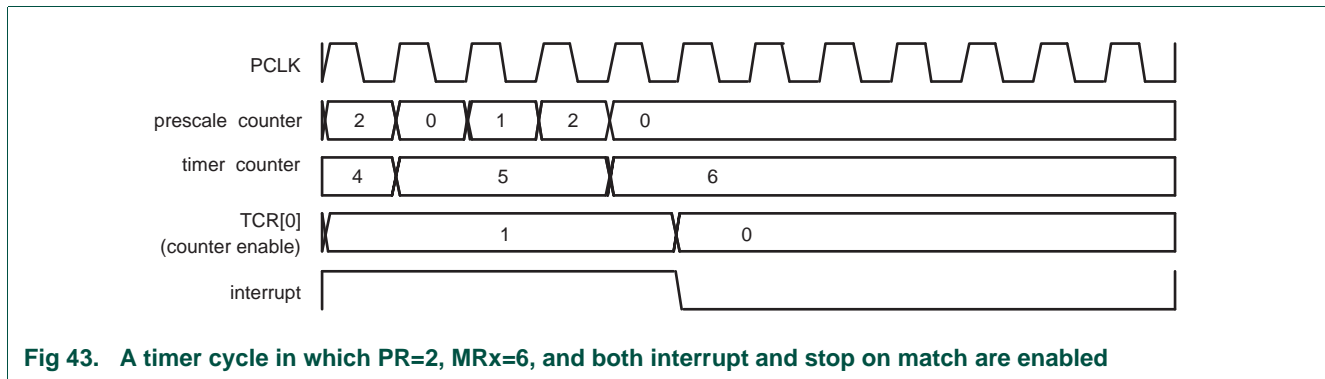 PCLK
prescale counter 2 0 1 2 0
timer counter 4 5 6
TCR[0]
(counter enable) 1 0
interrupt
Fig 43. A timer cycle in which PR=2, MRx=6, and both interrupt and stop on match are enabled